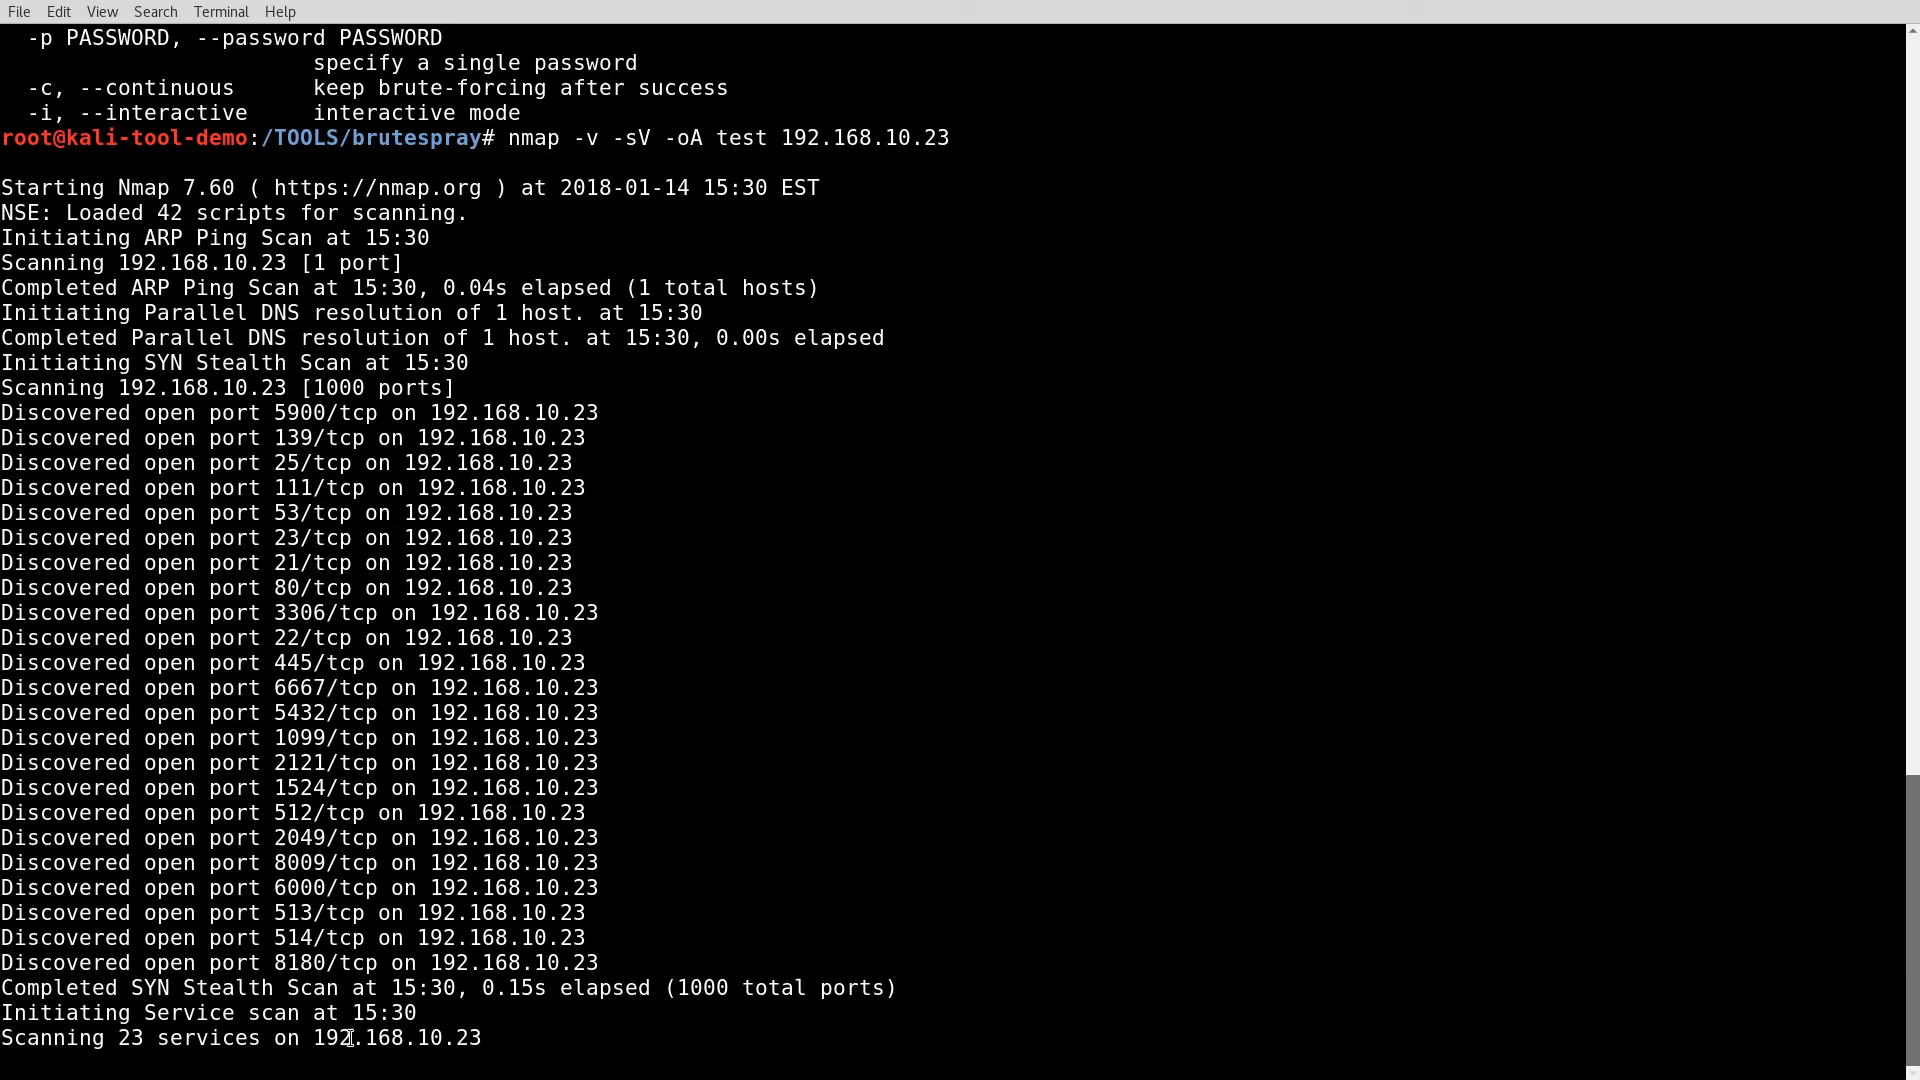 File Edit View Search Terminal Help
-p PASSWORD, --password PASSWORD
specify a single password
-c, --continuous keep brute-forcing after success
-i, --interactive interactive mode
root@kali-tool-demo:/TOOLS/brutespray# nmap -v -sV -oA test 192.168.10.23
Starting Nmap 7.60 ( https://nmap.org ) at 2018-01-14 15:30 EST
NSE: Loaded 42 scripts for scanning.
Initiating ARP Ping Scan at 15:30
Scanning 192.168.10.23 [1 port]
Completed ARP Ping Scan at 15:30, 0.04s elapsed (1 total hosts)
Initiating Parallel DNS resolution of 1 host. at 15:30
Completed Parallel DNS resolution of 1 host. at 15:30, 0.00s elapsed
Initiating SYN Stealth Scan at 15:30
Scanning 192.168.10.23 [1000 ports]
Discovered open port 5900/tcp on 192.168.10.23
Discovered open port 139/tcp on 192.168.10.23
Discovered open port 25/tcp on 192.168.10.23
Discovered open port 111/tcp on 192.168.10.23
Discovered open port 53/tcp on 192.168.10.23
Discovered open port 23/tcp on 192.168.10.23
Discovered open port 21/tcp on 192.168.10.23
Discovered open port 80/tcp on 192.168.10.23
Discovered open port 3306/tcp on 192.168.10.23
Discovered open port 22/tcp on 192.168.10.23
Discovered open port 445/tcp on 192.168.10.23
Discovered open port 6667/tcp on 192.168.10.23
Discovered open port 5432/tcp on 192.168.10.23
Discovered open port 1099/tcp on 192.168.10.23
Discovered open port 2121/tcp on 192.168.10.23
Discovered open port 1524/tcp on 192.168.10.23
Discovered open port 512/tcp on 192.168.10.23
Discovered open port 2049/tcp on 192.168.10.23
Discovered open port 8009/tcp on 192.168.10.23
Discovered open port 6000/tcp on 192.168.10.23
Discovered open port 513/tcp on 192.168.10.23
Discovered open port 514/tcp on 192.168.10.23
Discovered open port 8180/tcp on 192.168.10.23
Completed SYN Stealth Scan at 15:30, 0.15s elapsed (1000 total ports)
Initiating Service scan at 15:30
Scanning 23 services on 192.168.10.23